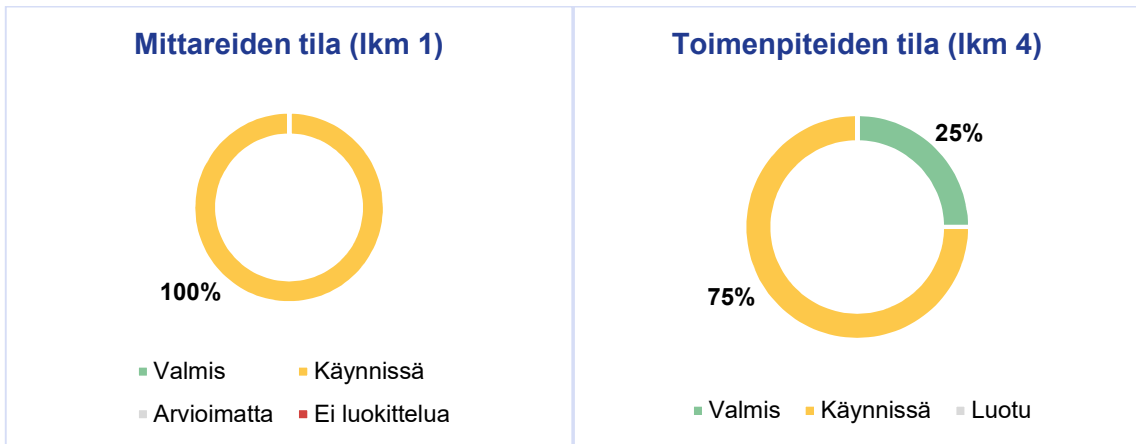 Mittareiden tila (lkm 1)
100%
Valmis
Käynnissä
Arvioimatta
Ei luokittelua
Toimenpiteiden tila (lkm 4)
25%
75%
Valmis
Käynnissä
Luotu